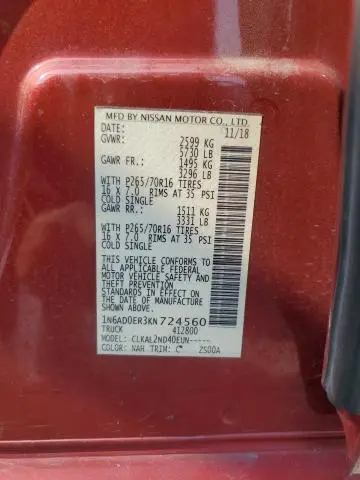 MFD BY NISSAN MOTOR CO., LTD.
DATE: 11/18
GVWR: 2599 KG
5730 LB
GAWR FR.: 1495 KG
3296 LB
WITH P265/70R16 TIRES
16 X 7.0 RIMS AT 35 PSI
COLD SINGLE
GAWR RR.: 1511 KG
3331 LB
WITH P265/70R16 TIRES
16 X 7.0 RIMS AT 35 PSI
COLD SINGLE
THIS VEHICLE CONFORMS TO
ALL APPLICABLE FEDERAL
MOTOR VEHICLE SAFETY
STANDARDS IN EFFECT ON
THE DATE OF MANUFACTURE
SHOWN ABOVE.
1N6AD0ER3KN724560
TRUCK 412800
MODEL: CLKAL2ND40EUN-----
COLOR: NAH TRIM: C 2S00A